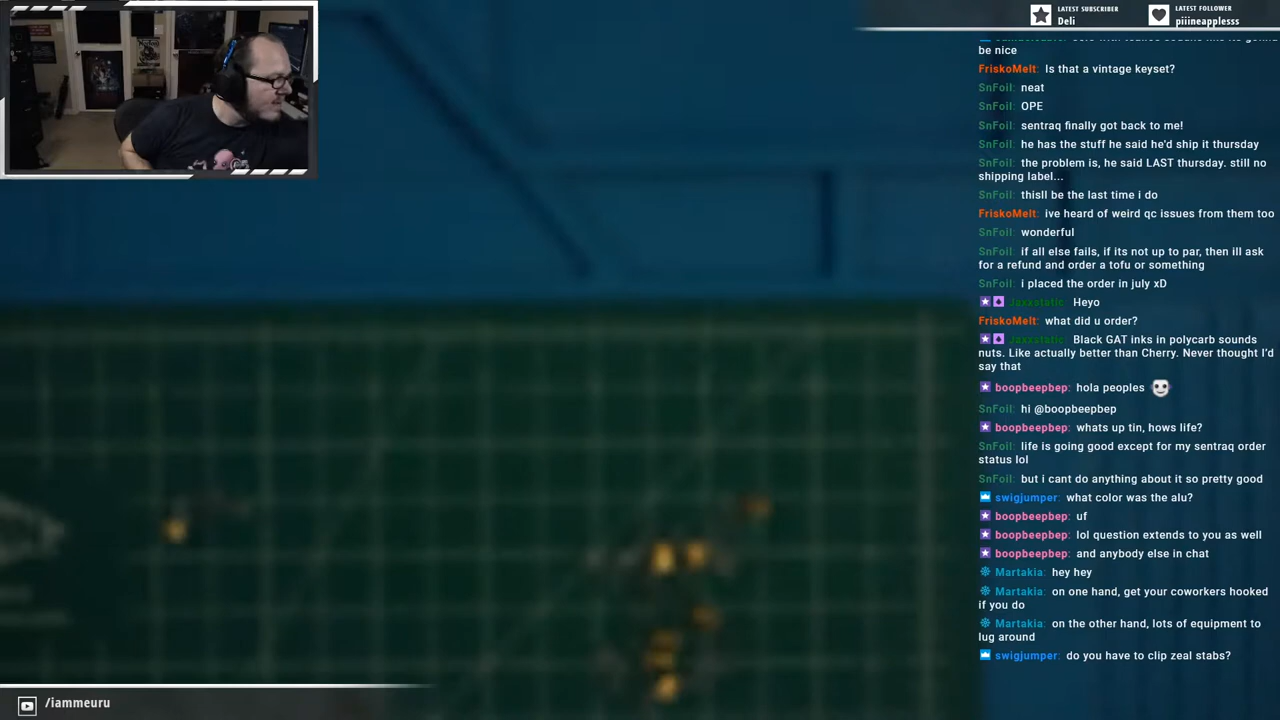 LATEST SUBSCRIBER
Deli
LATEST FOLLOWER
piiineapplesss
be nice
FriskoMelt: Is that a vintage keyset?
SnFoil: neat
SnFoil: OPE
SnFoil: sentraq finally got back to me!
SnFoil: he has the stuff he said he'd ship it thursday
SnFoil: the problem is, he said LAST thursday. still no
shipping label...
SnFoil: thisll be the last time i do
FriskoMelt: ive heard of weird qc issues from them too
SnFoil: wonderful
SnFoil: if all else fails, if its not up to par, then ill ask
for a refund and order a tofu or something
SnFoil: i placed the order in july xD
Jaxxstatic: Heyo
FriskoMelt: what did u order?
Jaxxstatic: Black GAT inks in polycarb sounds
nuts. Like actually better than Cherry. Never thought I'd
say that
boopbeepbep: hola peoples
SnFoil: hi @boopbeepbep
boopbeepbep: whats up tin, hows life?
SnFoil: life is going good except for my sentraq order
status lol
SnFoil: but i cant do anything about it so pretty good
swigjumper: what color was the alu?
boopbeepbep: uf
boopbeepbep: lol question extends to you as well
boopbeepbep: and anybody else in chat
Martakia: hey hey
Martakia: on one hand, get your coworkers hooked
if you do
Martakia: on the other hand, lots of equipment to
lug around
swigjumper: do you have to clip zeal stabs?
/iammeuru